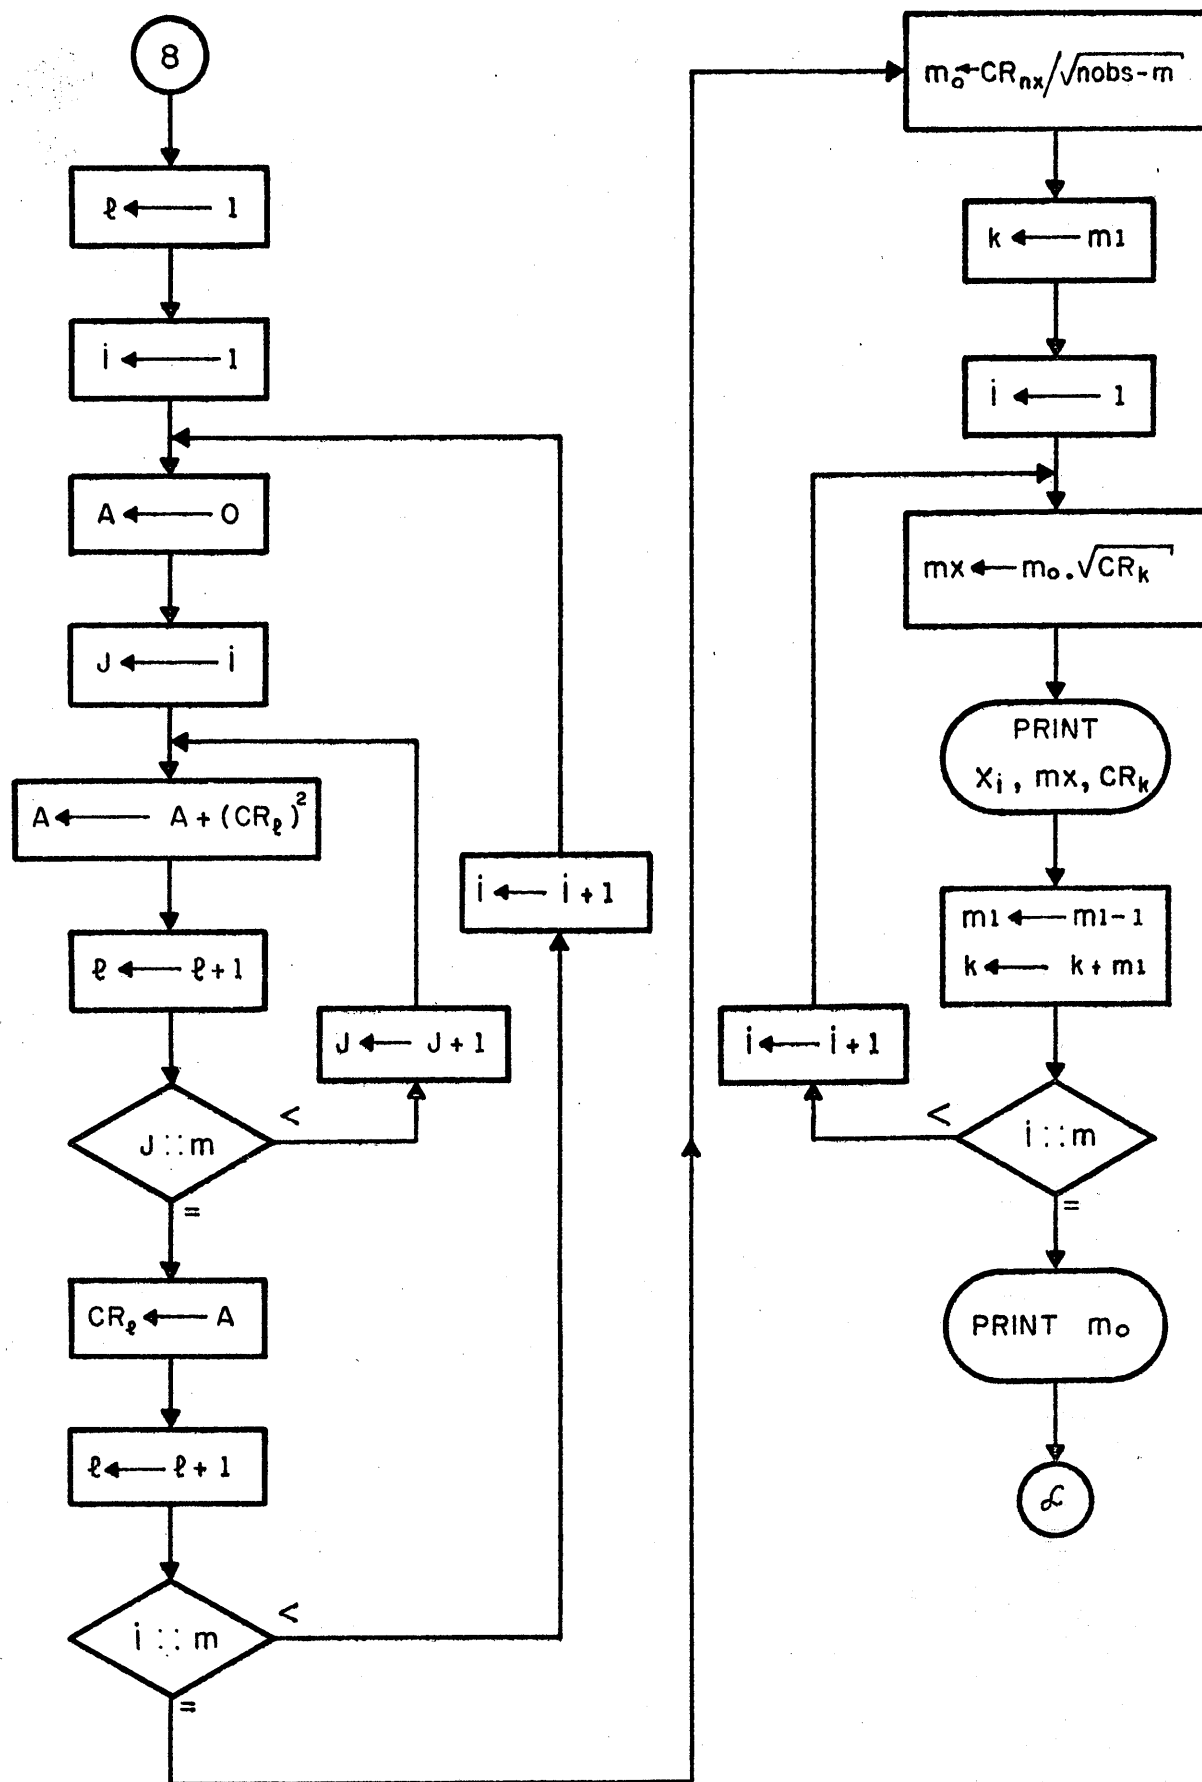 8
ℓ ← 1
i ← 1
A ← 0
J ← i
A ← A + (CRℓ)²
ℓ ← ℓ+1
J ← J+1
i ← i+1
J :: m
<
=
CRℓ ← A
ℓ ← ℓ+1
i :: m
<
=
m₀ ← CRnx/√nobs-m
k ← m1
i ← 1
mx ← m₀.√CRk
PRINT
Xi, mx, CRk
m1 ← m1-1
k ← k+m1
i ← i+1
i :: m
<
=
PRINT m₀